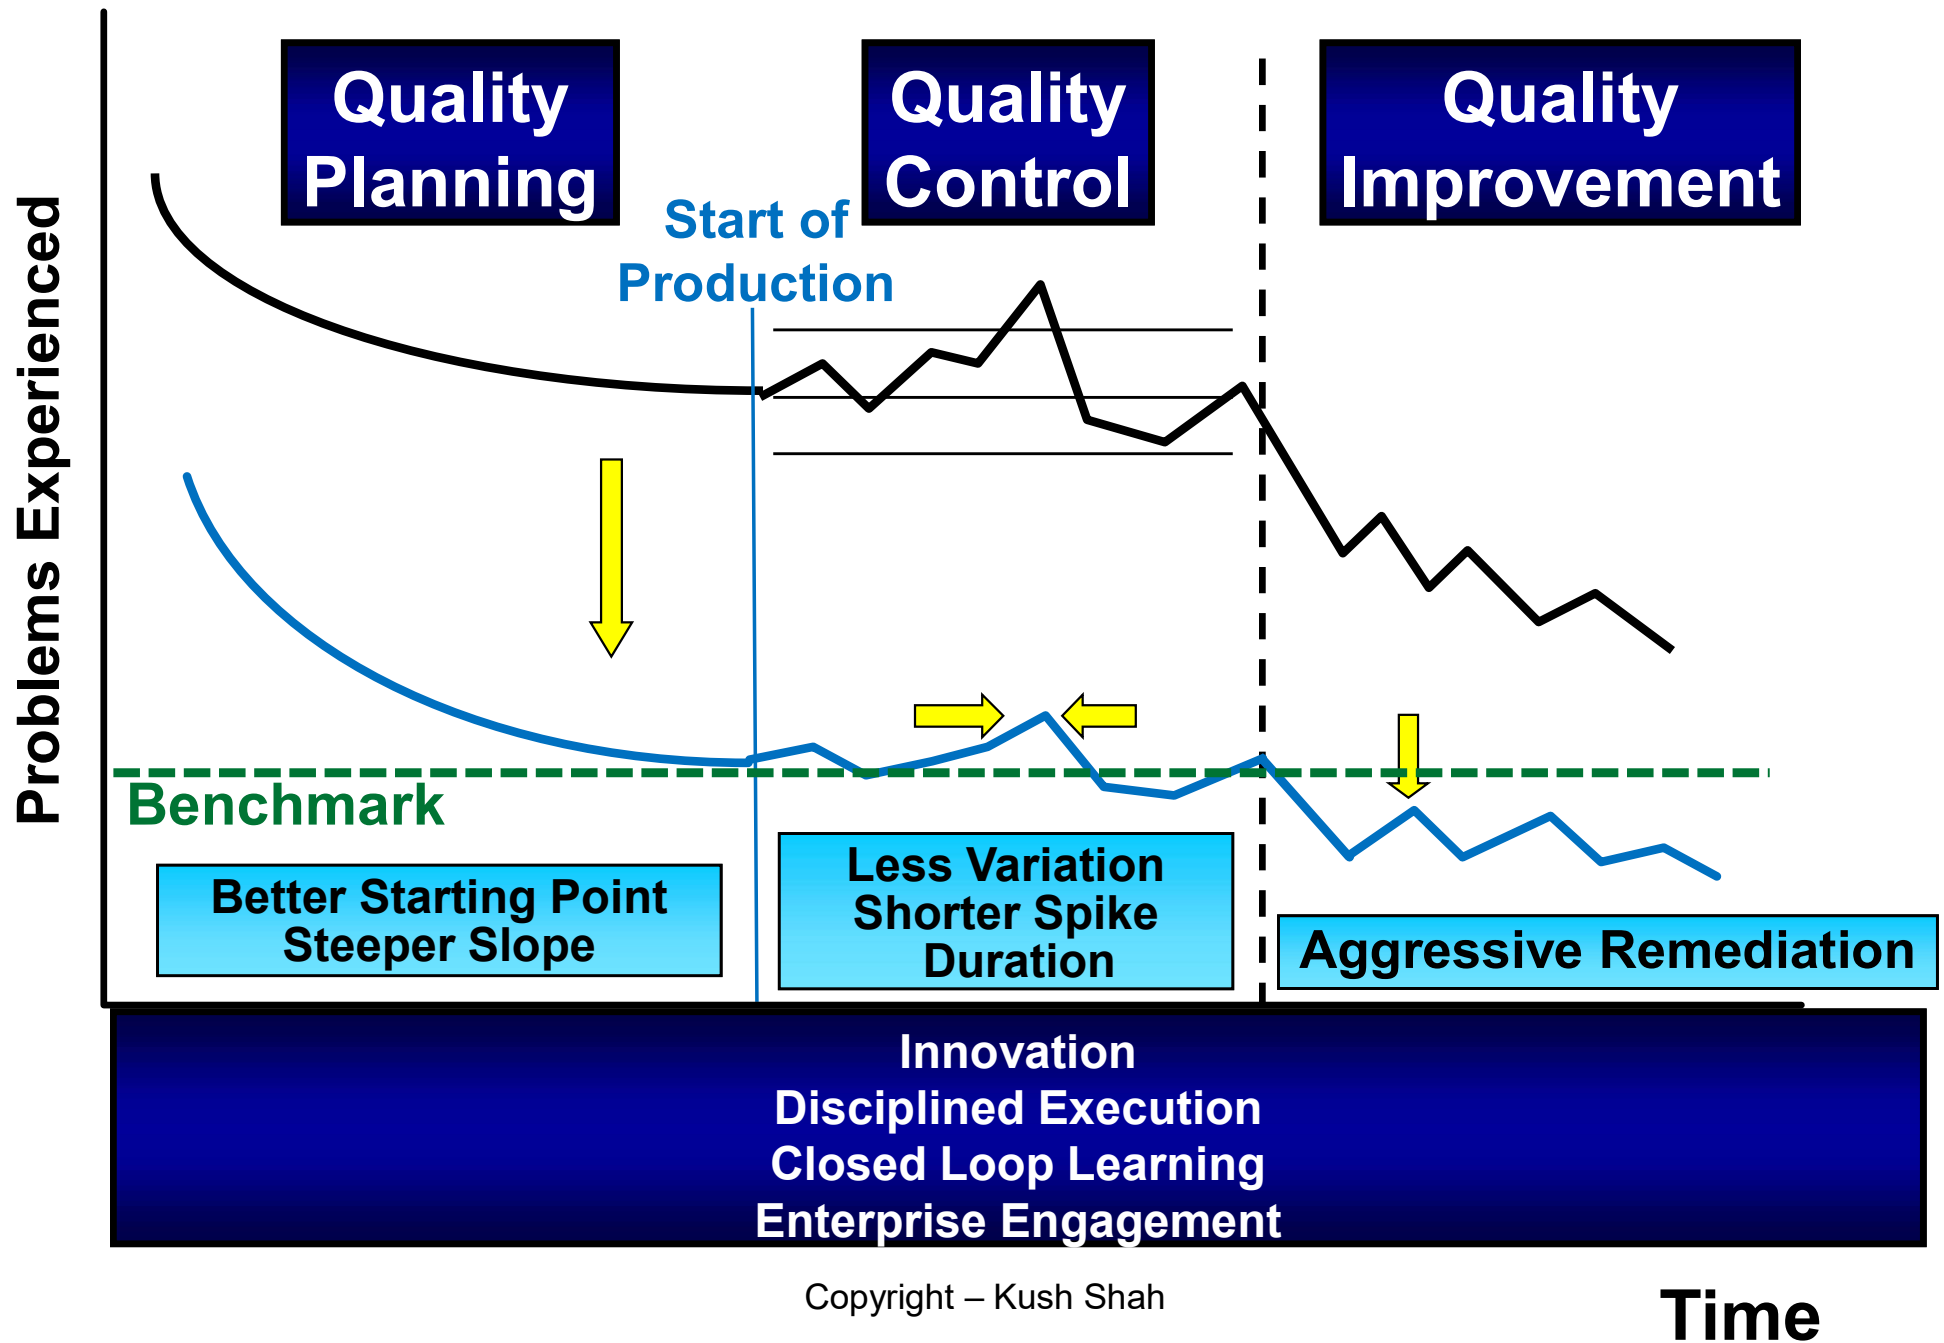 Quality
Planning
Quality
Control
Quality
Improvement
Start of
Production
Problems Experienced
Benchmark
Better Starting Point
Steeper Slope
Less Variation
Shorter Spike
Duration
Aggressive Remediation
Innovation
Disciplined Execution
Closed Loop Learning
Enterprise Engagement
Copyright – Kush Shah
Time